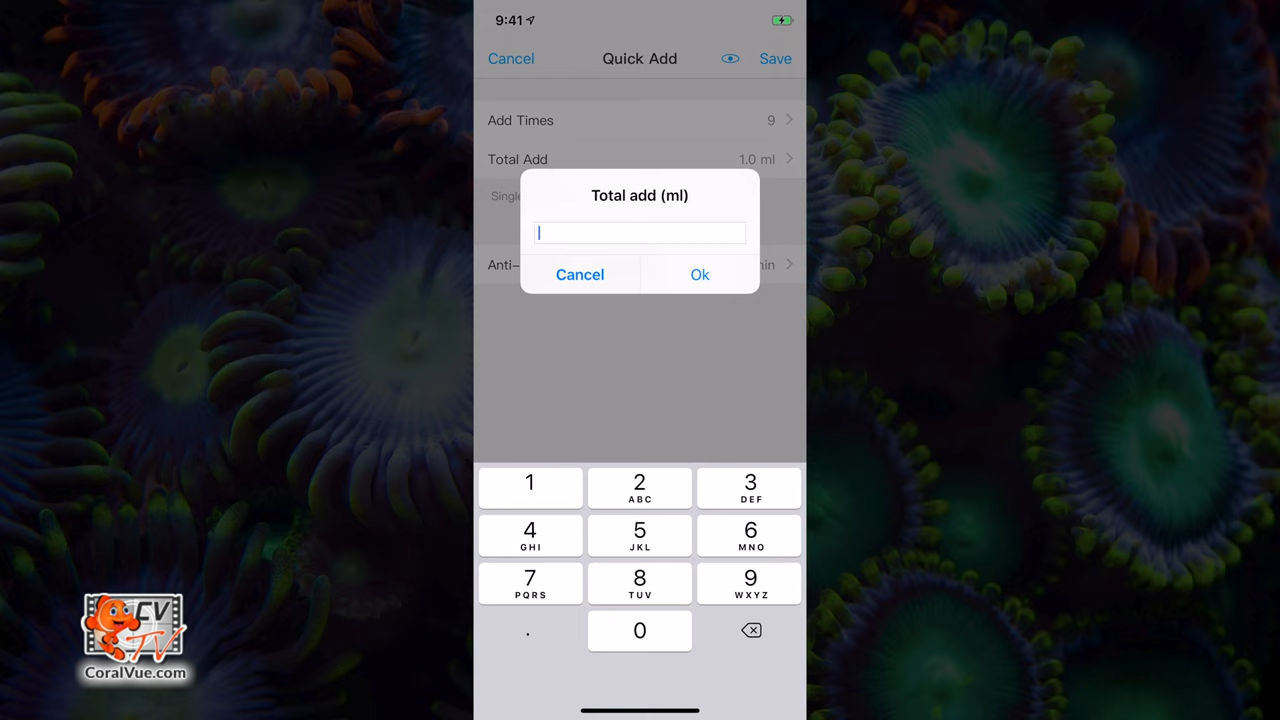 9:41
Cancel Quick Add Save
Add Times 9
Total Add 1.0 ml
Single
Total add (ml)
Anti-
Cancel Ok
1
2 ABC
3 DEF
4 GHI
5 JKL
6 MNO
7 PQRS
8 TUV
9 WXYZ
.
0
CV
TV
CoralVue.com